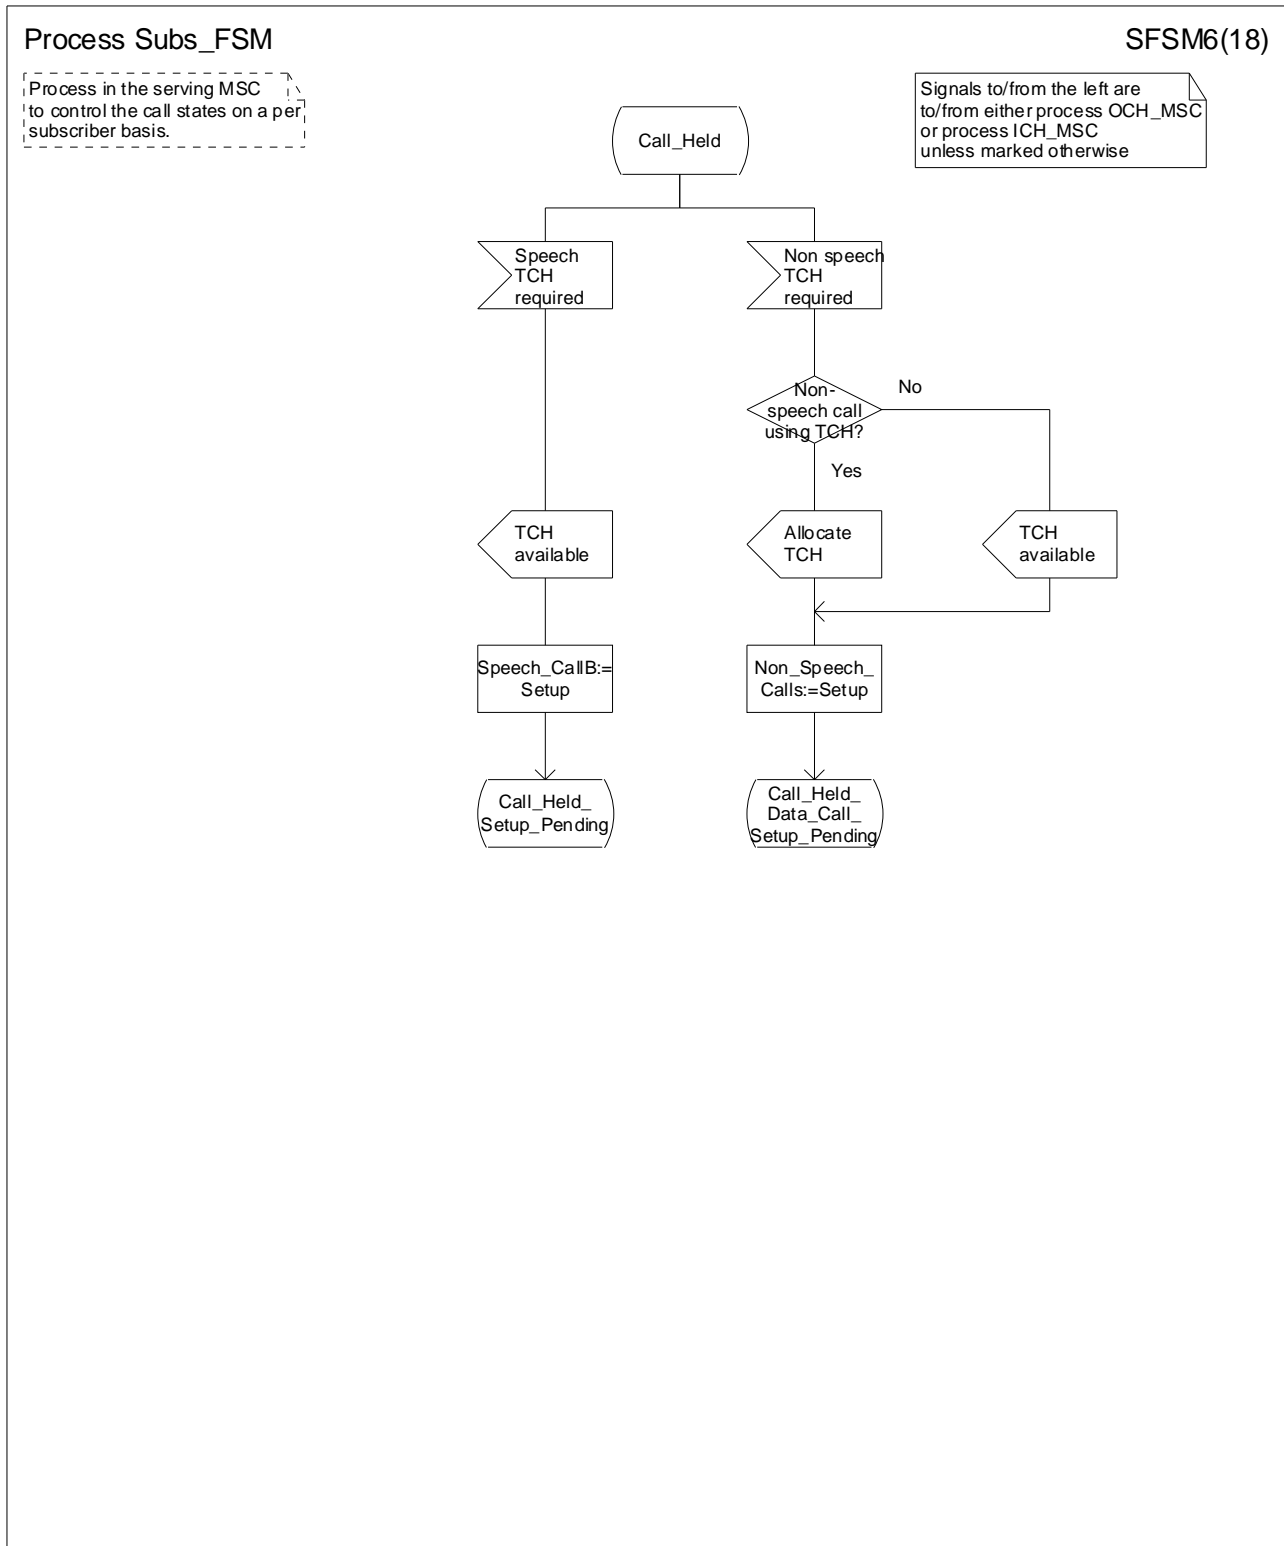 Process Subs_FSM
SFSM6(18)
Process in the serving MSC
to control the call states on a per
subscriber basis.
Signals to/from the left are
to/from either process OCH_MSC
or process ICH_MSC
unless marked otherwise
Call_Held
Speech
TCH
required
Non speech
TCH
required
Non-
speech call
using TCH?
No
Yes
TCH
available
Allocate
TCH
TCH
available
Speech_CallB:=
Setup
Non_Speech_
Calls:=Setup
Call_Held_
Setup_Pending
Call_Held_
Data_Call_
Setup_Pending